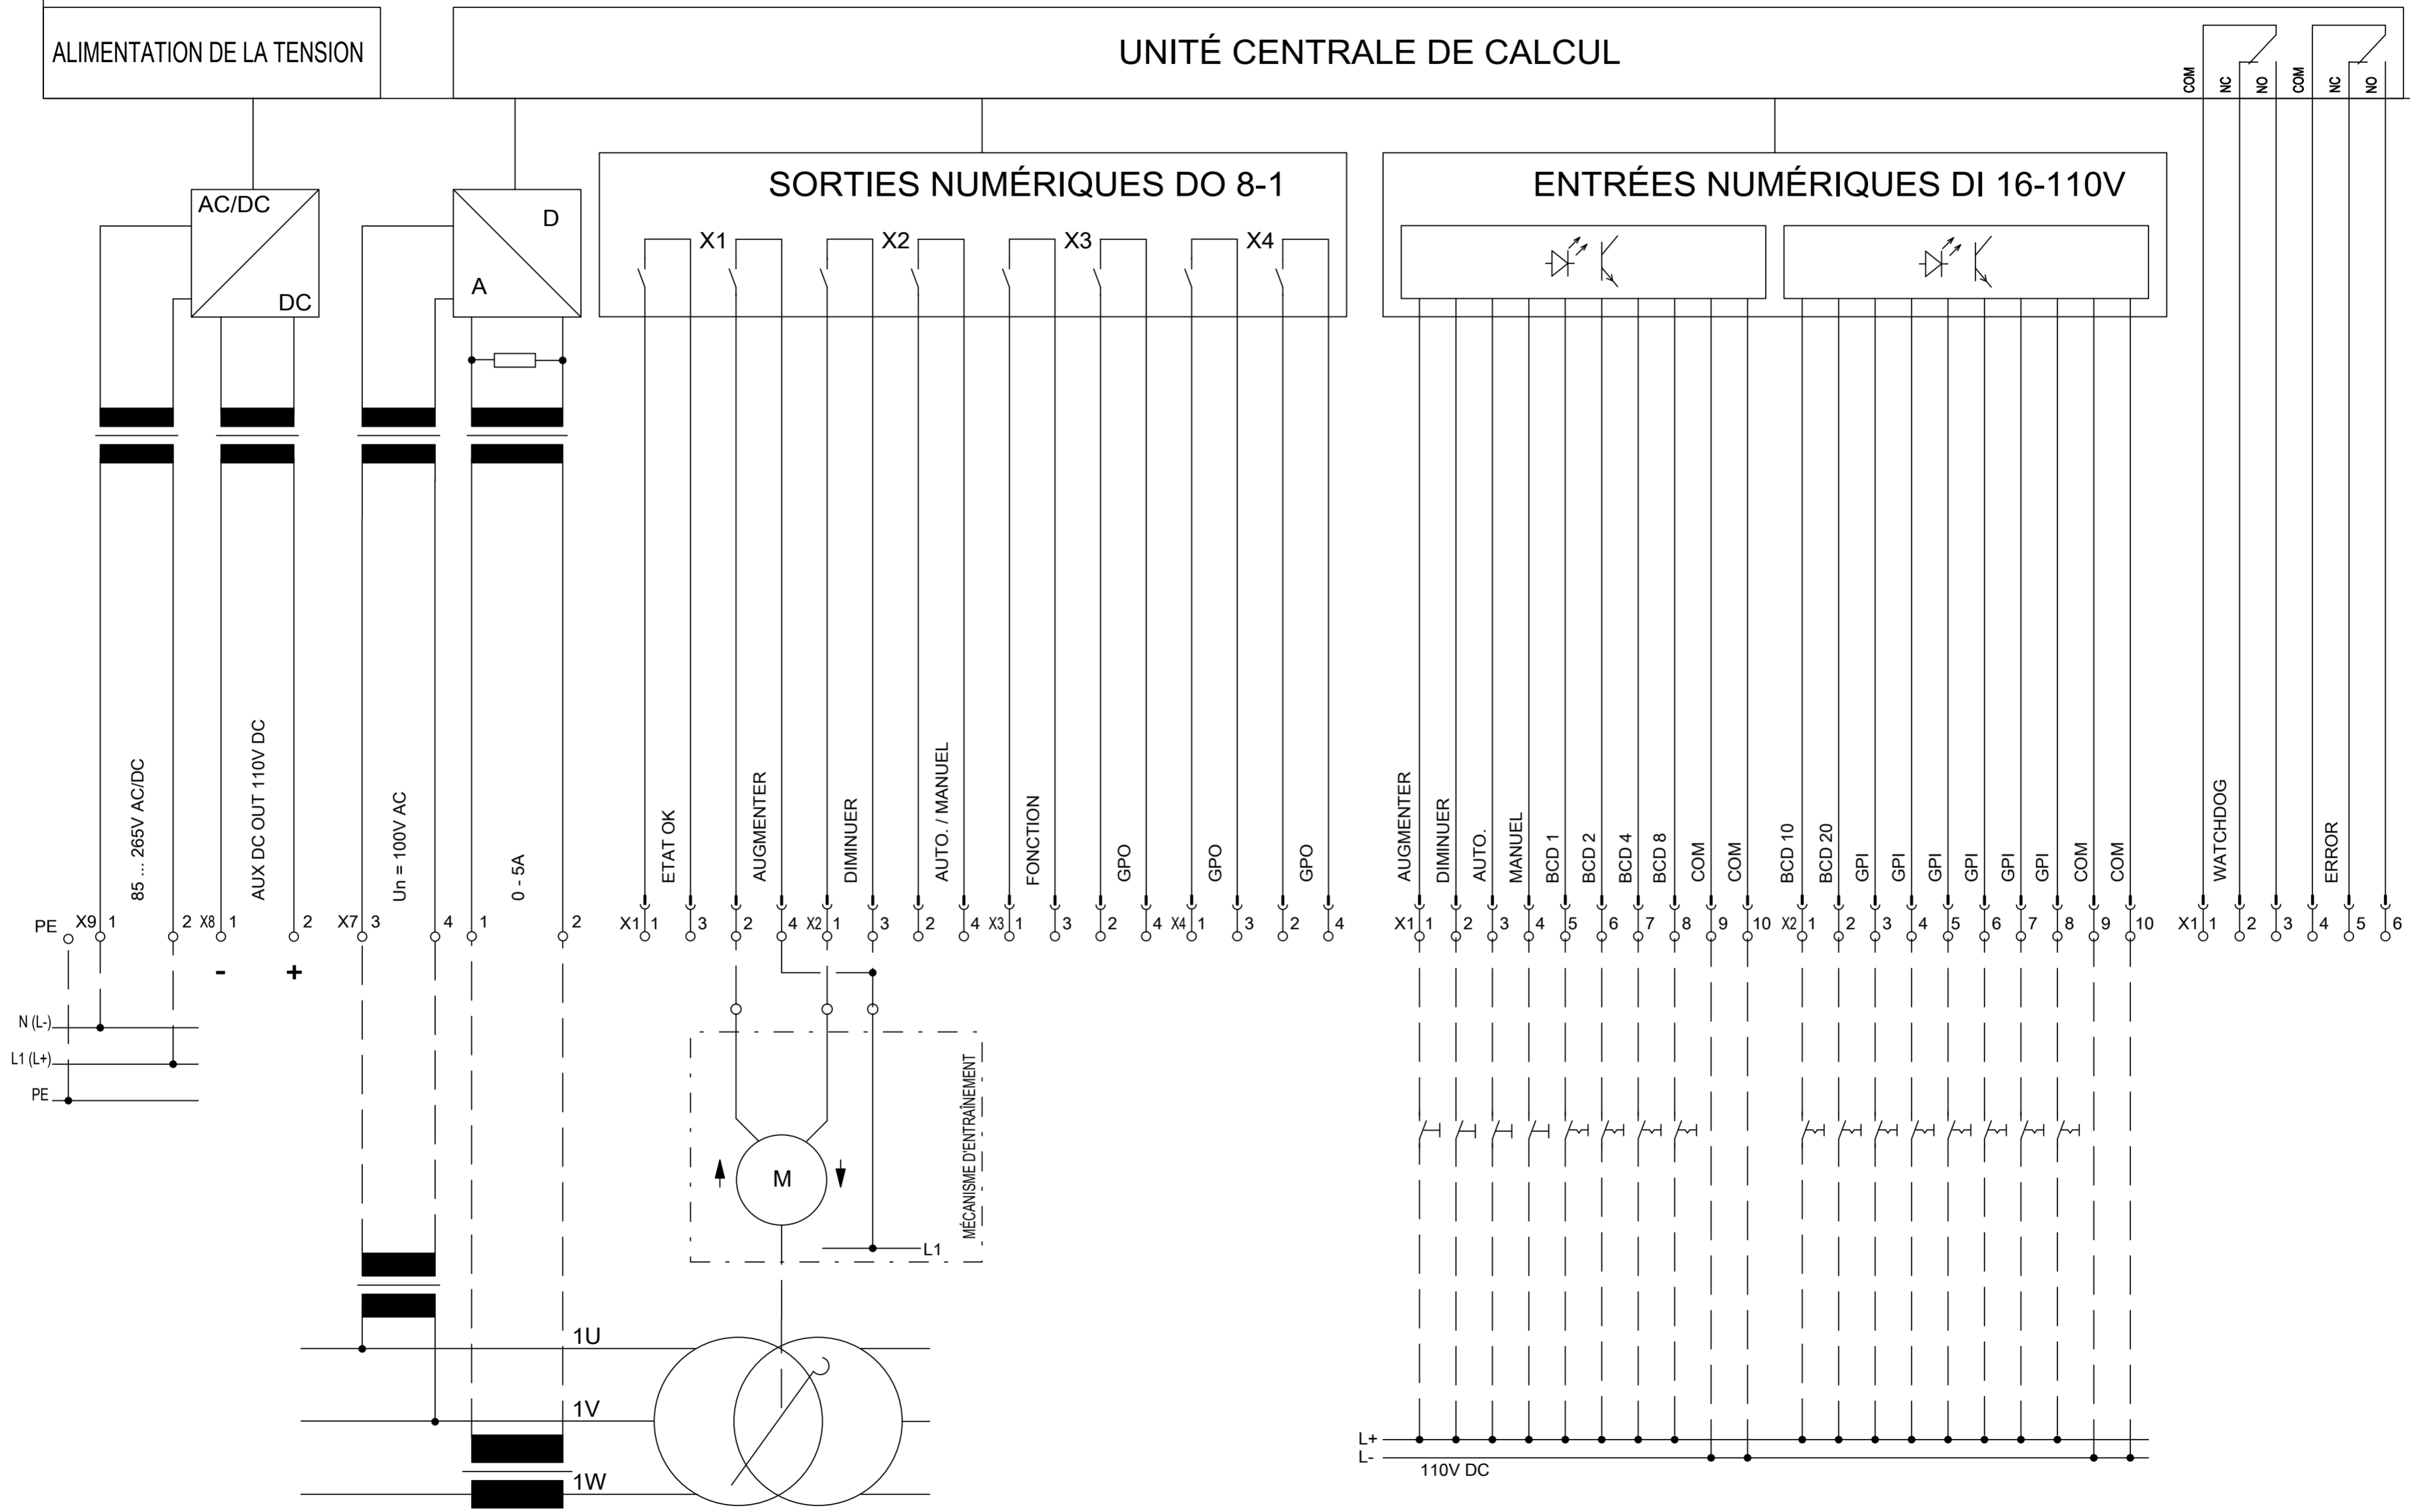 ALIMENTATION DE LA TENSION
UNITÉ CENTRALE DE CALCUL
COM
NC
NO
COM
NC
NO
AC/DC
DC
D
A
SORTIES NUMÉRIQUES DO 8-1
X1
X2
X3
X4
ENTRÉES NUMÉRIQUES DI 16-110V
85 ... 265V AC/DC
AUX DC OUT 110V DC
Un = 100V AC
0 - 5A
ETAT OK
AUGMENTER
DIMINUER
AUTO. / MANUEL
FONCTION
GPO
GPO
GPO
AUGMENTER
DIMINUER
AUTO.
MANUEL
BCD 1
BCD 2
BCD 4
BCD 8
COM
COM
BCD 10
BCD 20
GPI
GPI
GPI
GPI
GPI
GPI
COM
COM
WATCHDOG
ERROR
PE X9 1 2 X8 1 2 X7 3 4 1 2 X1 1 3 2 4 X2 1 3 2 4 X3 1 3 2 4 X4 1 3 2 4 X1 1 2 3 4 5 6 7 8 9 10 X2 1 2 3 4 5 6 7 8 9 10 X1 1 2 3 4 5 6
- +
N (L-)
L1 (L+)
PE
MÉCANISME D'ENTRAÎNEMENT
M
L1
1U
1V
1W
L+
L-
110V DC